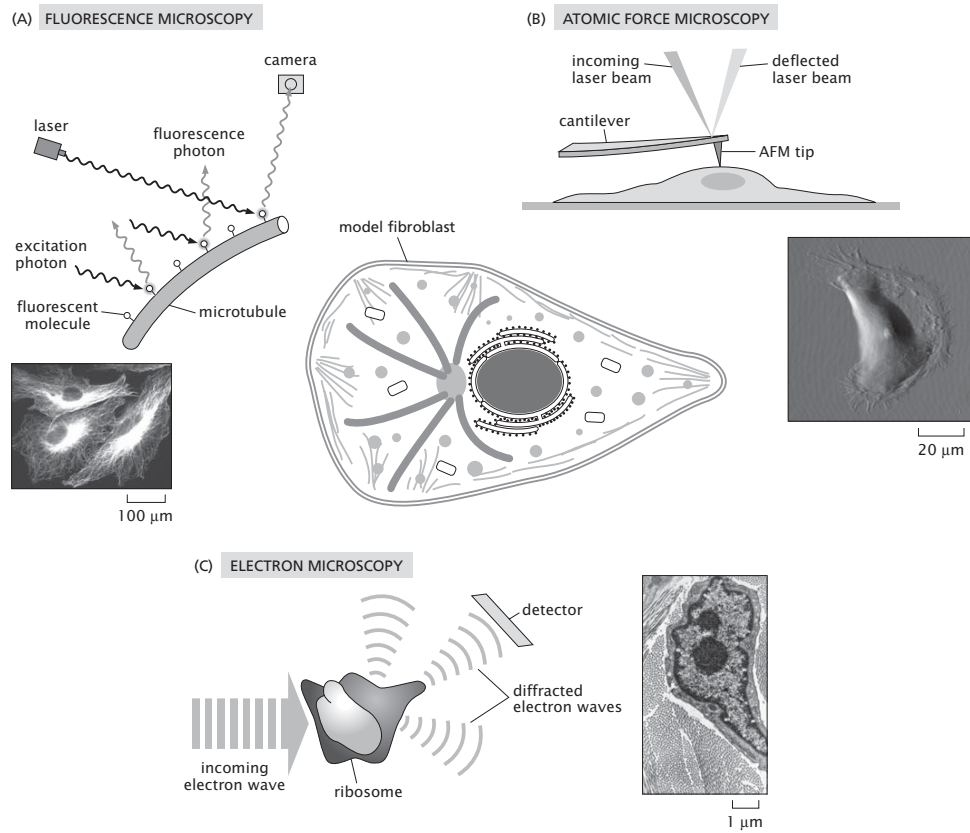 (A) FLUORESCENCE MICROSCOPY
camera
laser
fluorescence
photon
excitation
photon
fluorescent
molecule
microtubule
100 μm
(B) ATOMIC FORCE MICROSCOPY
incoming
laser beam
deflected
laser beam
cantilever
AFM tip
model fibroblast
20 μm
(C) ELECTRON MICROSCOPY
detector
diffracted
electron waves
incoming
electron wave
ribosome
1 μm